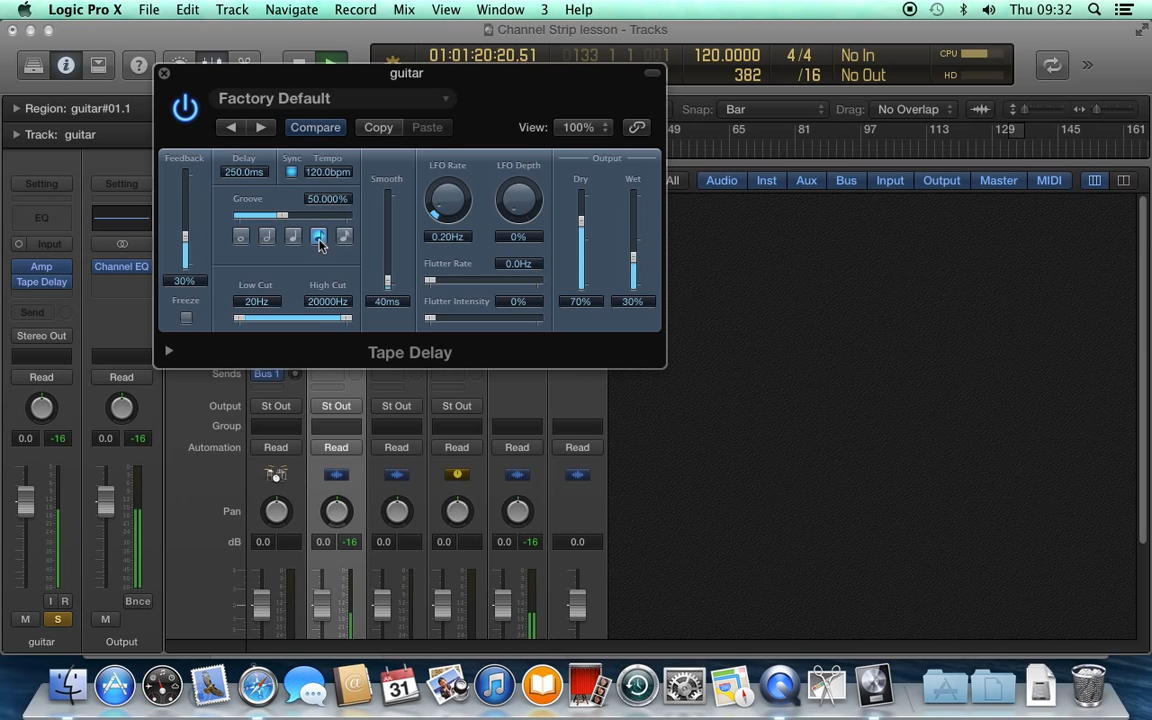 Logic Pro X File Edit Track Navigate Record Mix View Window 3 Help Thu 09:32
Channel Strip lesson - Tracks
01:01:20:20.51 0133 1 1 001 120.0000 4/4 No In CPU
382 /16 No Out HD
guitar
Region: guitar#01.1
Track: guitar
Factory Default
Compare Copy Paste View: 100%
Snap: Bar Drag: No Overlap
49 65 81 97 113 129 145 161
All Audio Inst Aux Bus Input Output Master MIDI
Feedback Delay Sync Tempo
250.0ms 120.0bpm
Groove 50.000%
Low Cut High Cut
20Hz 20000Hz
30%
Freeze
Smooth
40ms
LFO Rate LFO Depth
0.20Hz 0%
Flutter Rate 0.0Hz
Flutter Intensity 0%
Output
Dry Wet
70% 30%
Tape Delay
Setting Setting
EQ
Input
Amp Channel EQ
Tape Delay
Send
Stereo Out
Read Read
0.0 -16 0.0 -16
I R Bnce
M S M
guitar Output
Sends Bus 1
Output St Out St Out St Out St Out
Group
Automation Read Read Read Read Read Read
Pan
dB 0.0 0.0 -16 0.0 0.0 0.0 -16 0.0
JUL
31